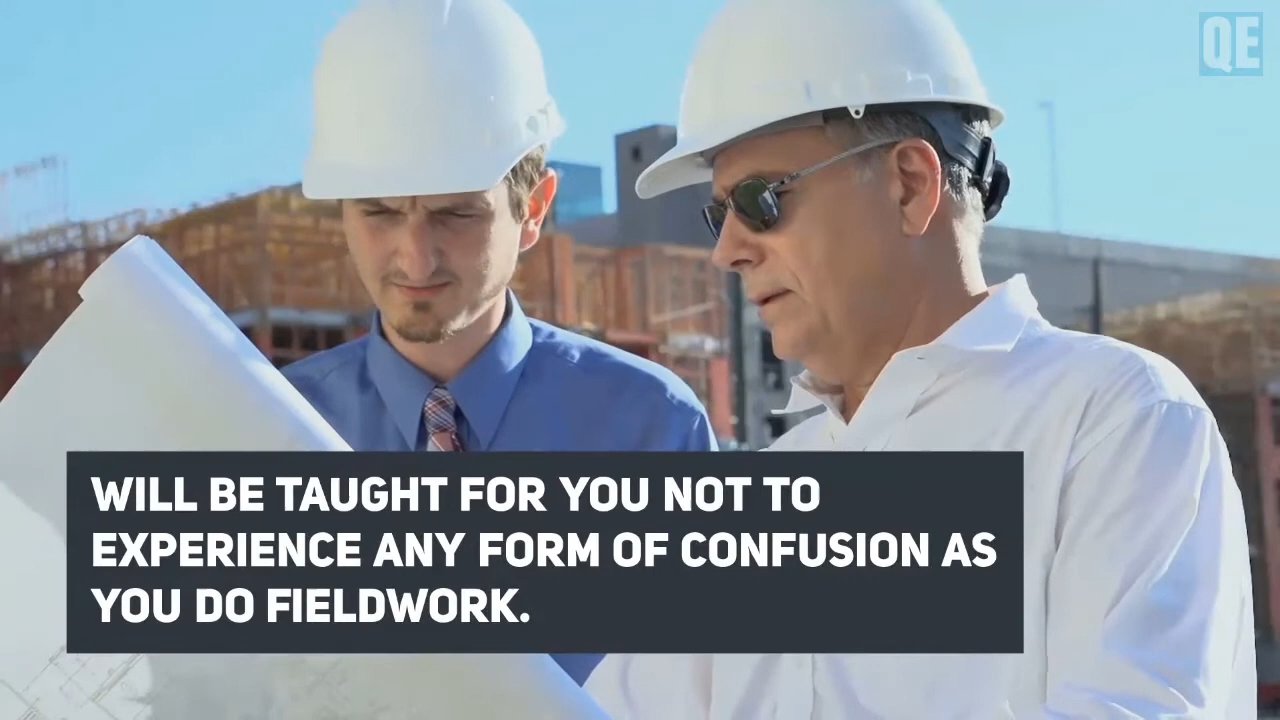 QE
WILL BE TAUGHT FOR YOU NOT TO
EXPERIENCE ANY FORM OF CONFUSION AS
YOU DO FIELDWORK.